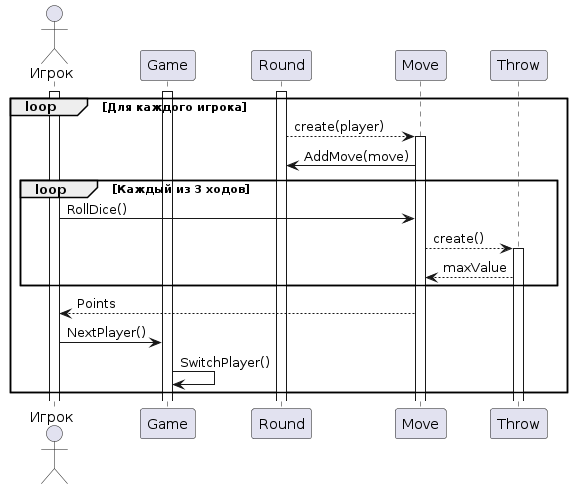 Игрок
Game
Round
Move
Throw
loop
[Для каждого игрока]
create(player)
AddMove(move)
loop
[Каждый из 3 ходов]
RollDice()
create()
maxValue
Points
NextPlayer()
SwitchPlayer()
Игрок
Game
Round
Move
Throw